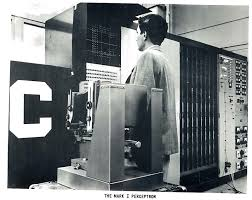 C
THE MARK I PERCEPTRON